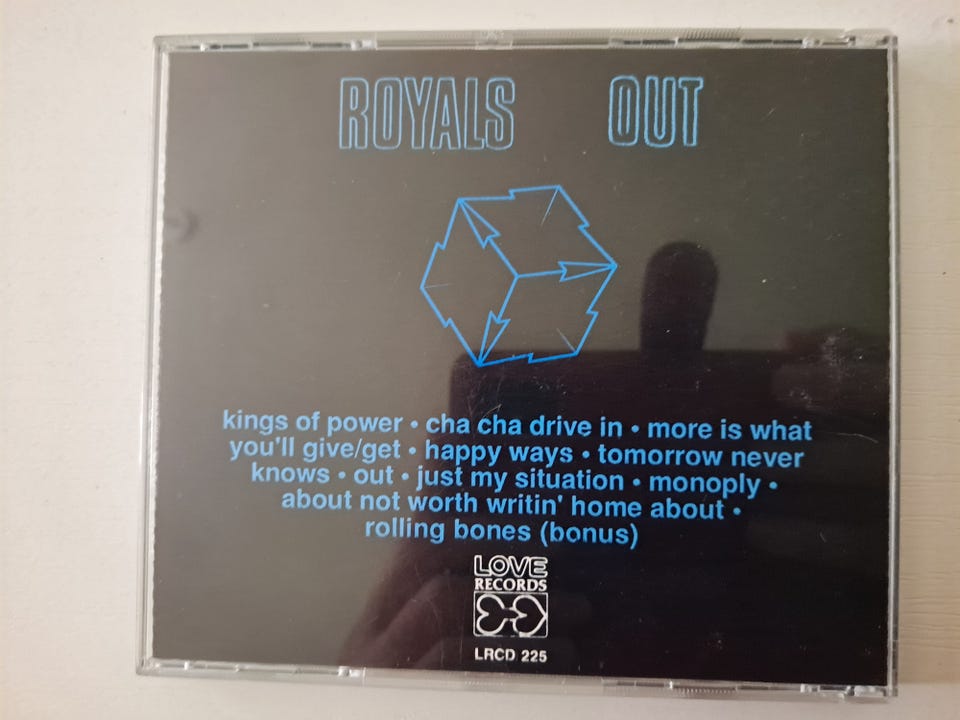 ROYALS OUT
kings of power • cha cha drive in • more is what
you'll give/get • happy ways • tomorrow never
knows • out • just my situation • monoply •
about not worth writin' home about •
rolling bones (bonus)
LOVE
RECORDS
LRCD 225